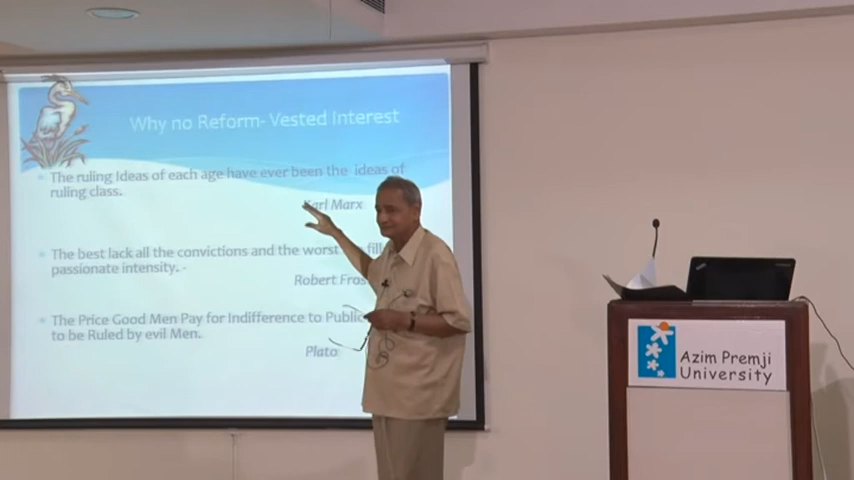 Why no Reform- Vested Interest
The ruling Ideas of each age have ever been the ideas of
ruling class.
Karl Marx
The best lack all the convictions and the worst
passionate intensity. -
Robert
The Price Good Men Pay for Indifference to Public
to be Ruled by evil Men.
Plato
Azim Premji
University